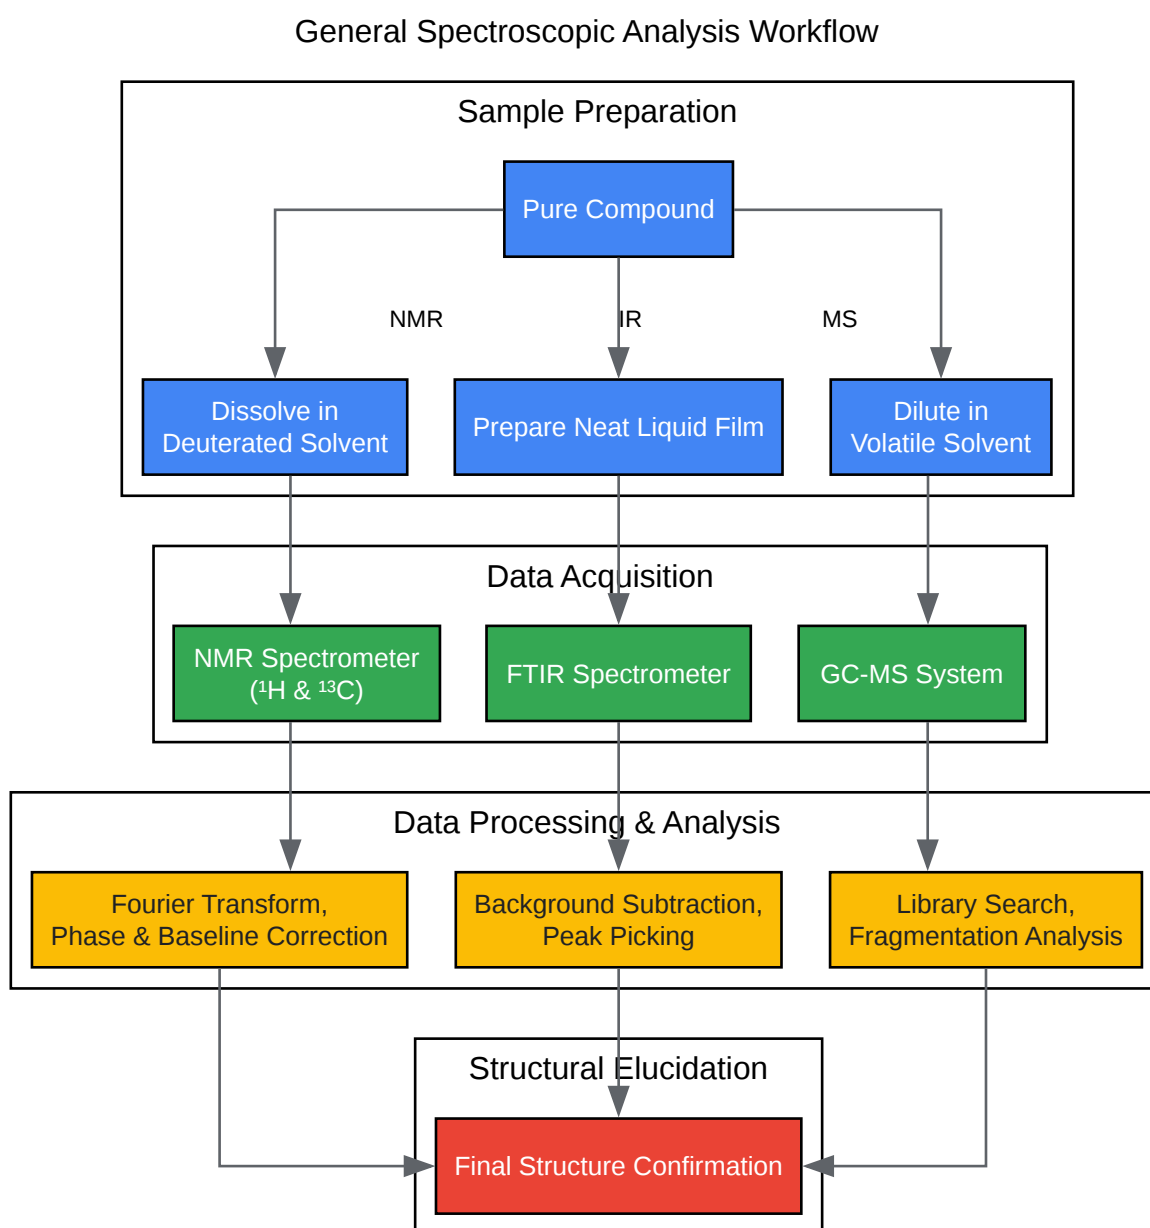 General Spectroscopic Analysis Workflow
Sample Preparation
Pure Compound
NMR
IR
MS
Dissolve in
Deuterated Solvent
Prepare Neat Liquid Film
Dilute in
Volatile Solvent
Data Acquisition
NMR Spectrometer
(¹H & ¹³C)
FTIR Spectrometer
GC-MS System
Data Processing & Analysis
Fourier Transform,
Phase & Baseline Correction
Background Subtraction,
Peak Picking
Library Search,
Fragmentation Analysis
Structural Elucidation
Final Structure Confirmation